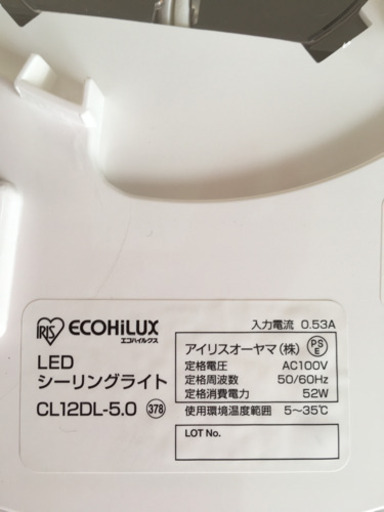 IRIS ECOHiLUX
エコハイルクス
LED
シーリングライト
CL12DL-5.0 378
入力電流 0.53A
アイリスオーヤマ(株) PSE
定格電圧 AC100V
定格周波数 50/60Hz
定格消費電力 52W
使用環境温度範囲 5～35℃
LOT No.